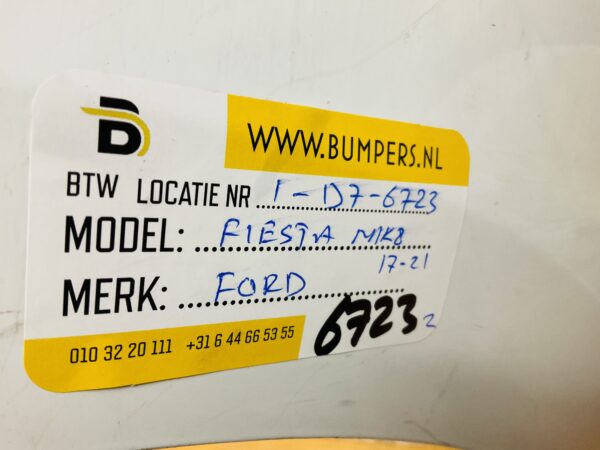 B
WWW.BUMPERS.NL
BTW LOCATIE NR 1-D7-6723
MODEL: FIESTA MK8
17-21
MERK: FORD
010 32 20 111 +31 6 44 66 53 55
6723 2